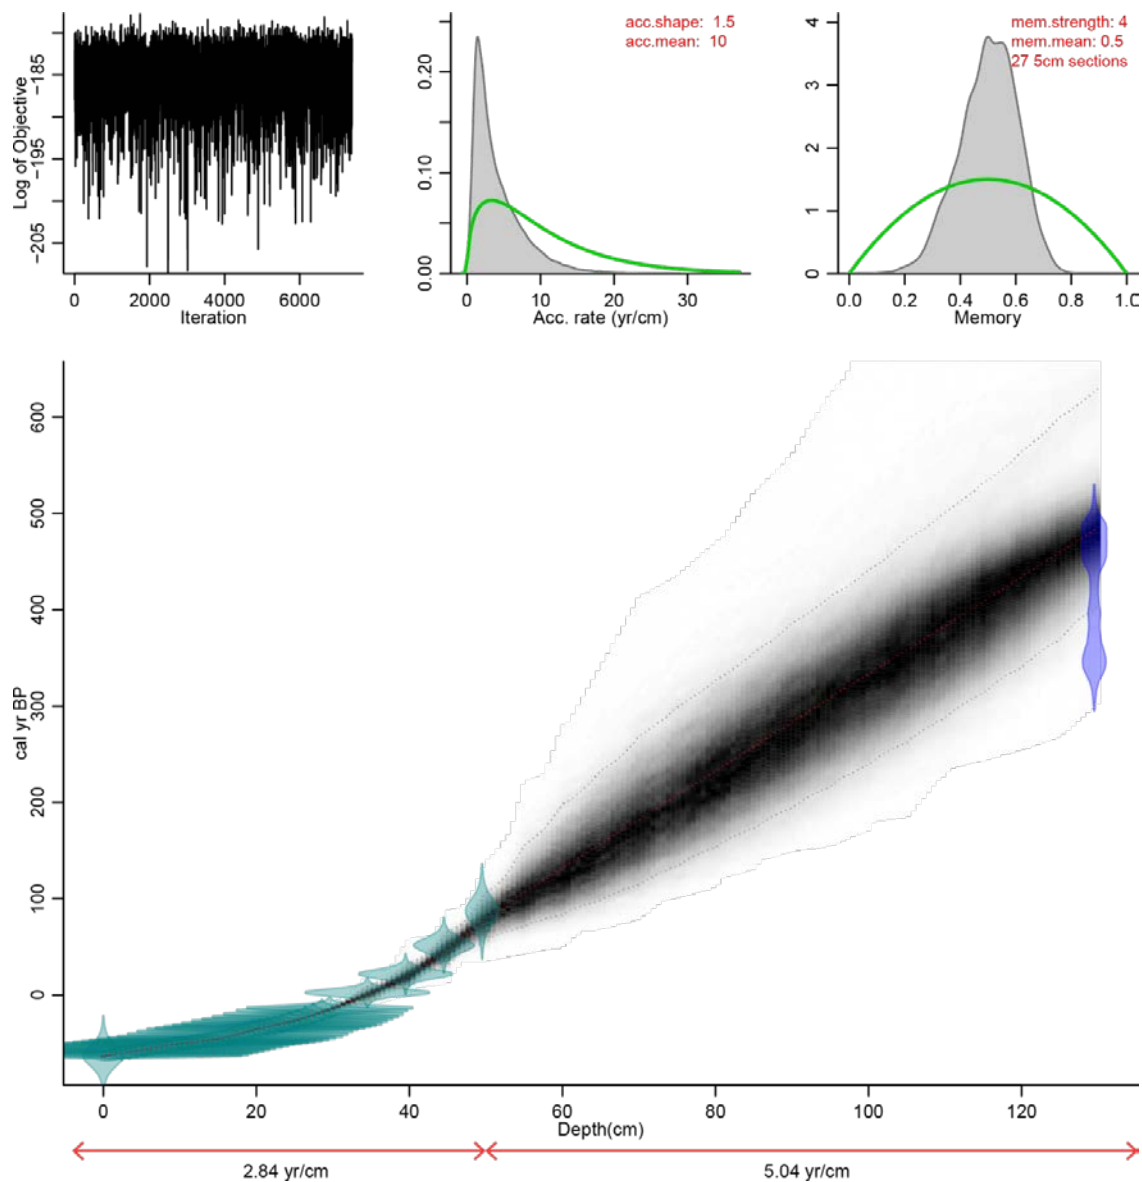 acc.shape: 1.5
acc.mean: 10
mem.strength: 4
mem.mean: 0.5
27 5cm sections
Log of Objective
-185
-195
-205
0 2000 4000 6000
Iteration
0.00 0.10 0.20
0 10 20 30
Acc. rate (yr/cm)
0 1 2 3 4
0.0 0.2 0.4 0.6 0.8 1.0
Memory
cal yr BP
600
500
400
300
200
100
0
0 20 40 60 80 100 120
Depth(cm)
2.84 yr/cm 5.04 yr/cm